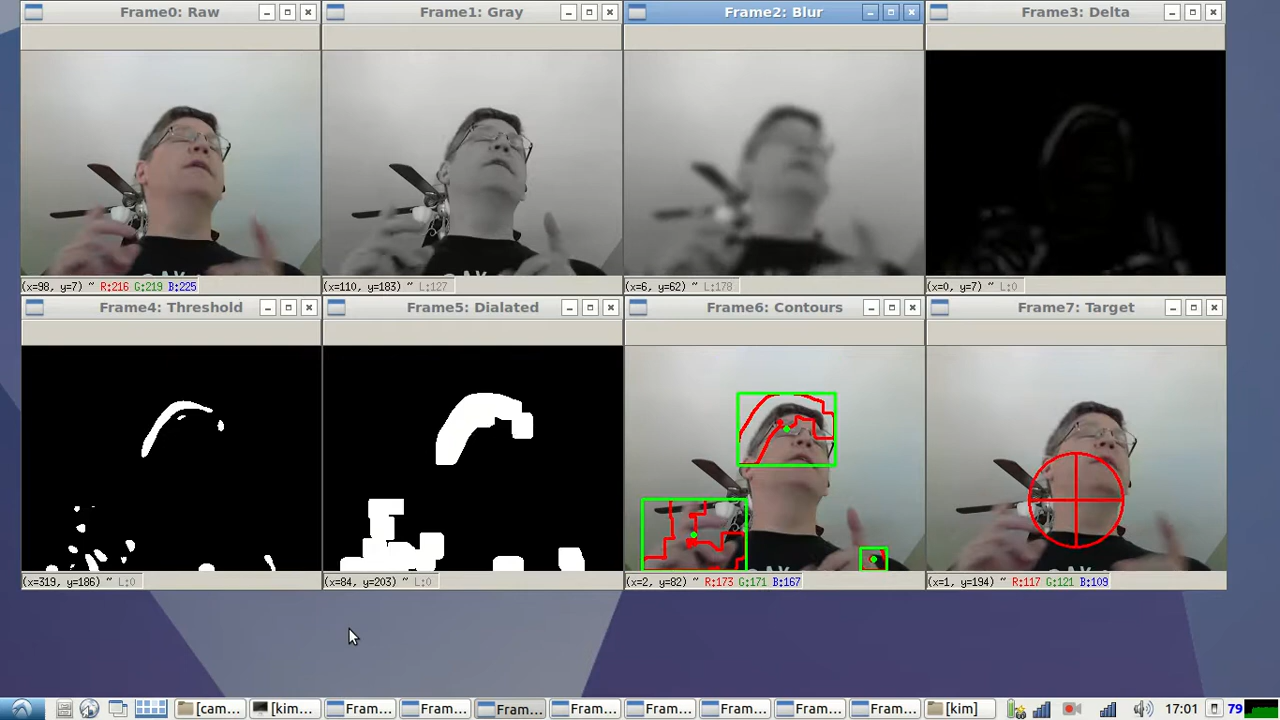 Frame0: Raw
Frame1: Gray
Frame2: Blur
Frame3: Delta
(x=98, y=7) ~ R:216 G:219 B:225
(x=110, y=183) ~ L:127
(x=6, y=62) ~ L:178
(x=0, y=7) ~ L:0
Frame4: Threshold
Frame5: Dialated
Frame6: Contours
Frame7: Target
(x=319, y=186) ~ L:0
(x=84, y=203) ~ L:0
(x=2, y=82) ~ R:173 G:171 B:167
(x=1, y=194) ~ R:117 G:121 B:109
[cam...
[kim...
Fram...
Fram...
Fram...
Fram...
Fram...
Fram...
Fram...
Fram...
[kim]
17:01
79